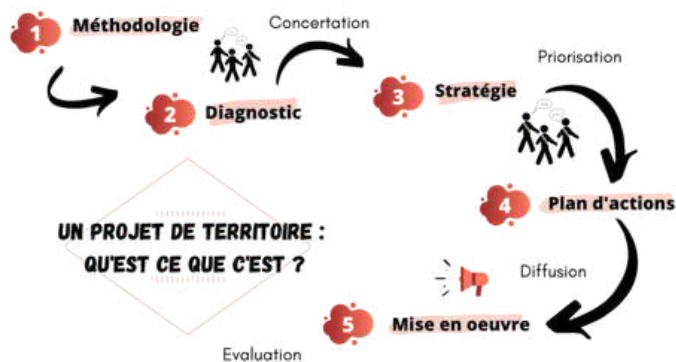 1 Méthodologie
Concertation
2 Diagnostic
3 Stratégie
Priorisation
4 Plan d'actions
UN PROJET DE TERRITOIRE :
QU'EST CE QUE C'EST ?
Diffusion
5 Mise en oeuvre
Evaluation